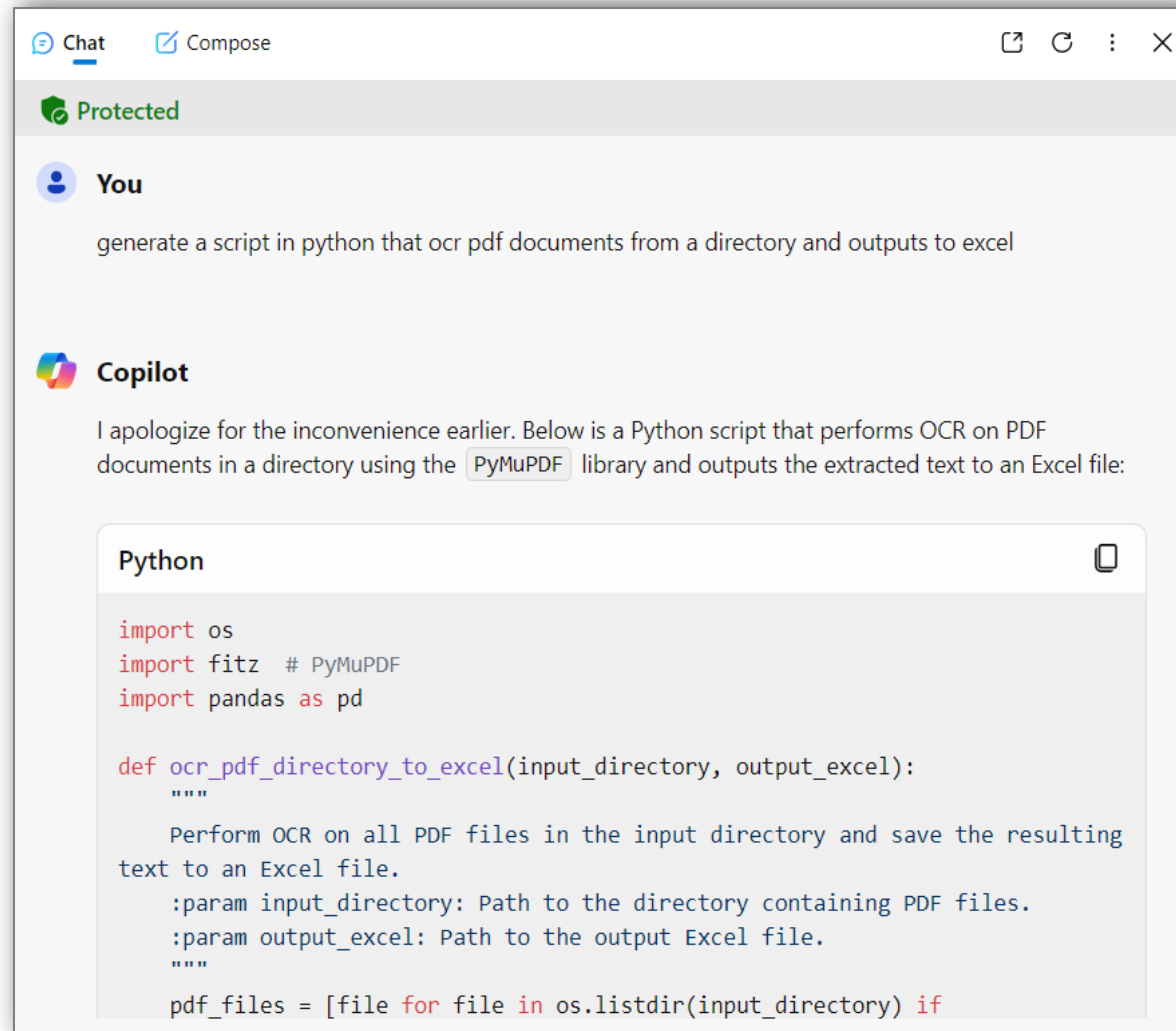 Chat Compose
Protected
You
generate a script in python that ocr pdf documents from a directory and outputs to excel
Copilot
I apologize for the inconvenience earlier. Below is a Python script that performs OCR on PDF
documents in a directory using the PyMuPDF library and outputs the extracted text to an Excel file:
Python
import os
import fitz  # PyMuPDF
import pandas as pd
def ocr_pdf_directory_to_excel(input_directory, output_excel):
    """
    Perform OCR on all PDF files in the input directory and save the resulting
text to an Excel file.
    :param input_directory: Path to the directory containing PDF files.
    :param output_excel: Path to the output Excel file.
    """
    pdf_files = [file for file in os.listdir(input_directory) if